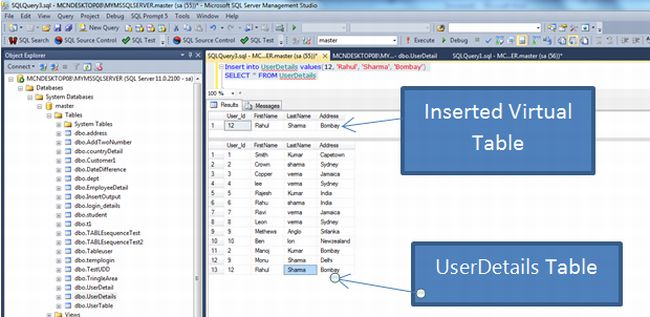 SQLQuery3.sql - MCNDESKTOP08\MYMSSQLSERVER.master (sa (55))* - Microsoft SQL Server Management Studio
File Edit View Query Project Debug SQL Prompt 5 Tools Window Community Help
New Query
SQL Search SQL Source Control SQL Test master Execute Debug
Object Explorer
Connect
MCNDESKTOP08\MYMSSQLSERVER (SQL Server 11.0.2100 - sa)
Databases
System Databases
master
Tables
System Tables
dbo.address
dbo.AddTwoNumber
dbo.countryDetail
dbo.Customer1
dbo.DateDifference
dbo.dept
dbo.EmployeeDetail
dbo.InsertOutput
dbo.login_details
dbo.student
dbo.t1
dbo.TABLEsequenceTest
dbo.TABLEsequenceTest2
dbo.Tableuser
dbo.templogin
dbo.TestUDD
dbo.TringleArea
dbo.UserDetail
dbo.UserDetails
dbo.UserTable
Views
SQLQuery3.sql - MC...ER.master (sa (55))* MCNDESKTOP08\MY... - dbo.UserDetail SQLQuery1.sql - MC...ER.master (sa (56))*
Insert into UserDetails values(12, 'Rahul', 'Sharma', 'Bombay')
SELECT * FROM UserDetails
100 %
Results Messages
User_Id FirstName LastName Address
1 12 Rahul Sharma Bombay
User_Id FirstName LastName Address
1 1 Smith Kumar Capetown
2 2 Crown sharma Sydney
3 3 Copper verma Jamaica
4 4 lee verma Sydney
5 5 Rajesh Kumar India
6 6 Rahu sharma India
7 7 Ravi verma Jamaica
8 8 Leon verma Sydney
9 9 Methews Anglo Srilanka
10 10 Ben Ion Newzealand
11 2 Manoj Kumar Bombay
12 9 Monu Sharma Delhi
13 12 Rahul Sharma Bombay
Inserted Virtual
Table
UserDetails Table